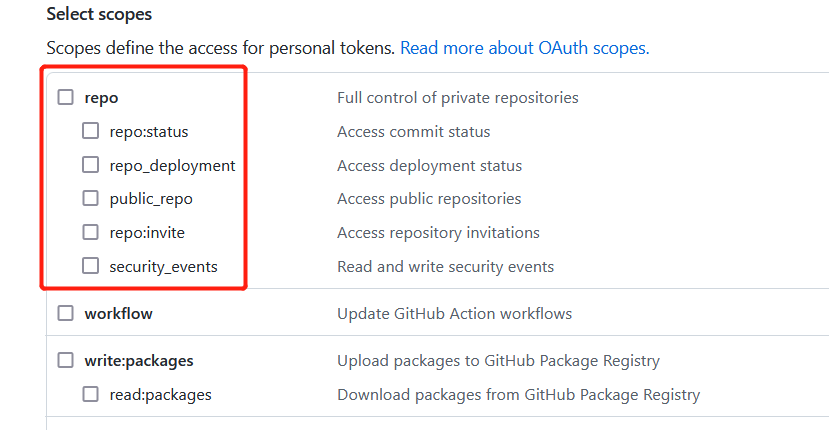 Select scopes
Scopes define the access for personal tokens. Read more about OAuth scopes.
repo Full control of private repositories
repo:status Access commit status
repo_deployment Access deployment status
public_repo Access public repositories
repo:invite Access repository invitations
security_events Read and write security events
workflow Update GitHub Action workflows
write:packages Upload packages to GitHub Package Registry
read:packages Download packages from GitHub Package Registry